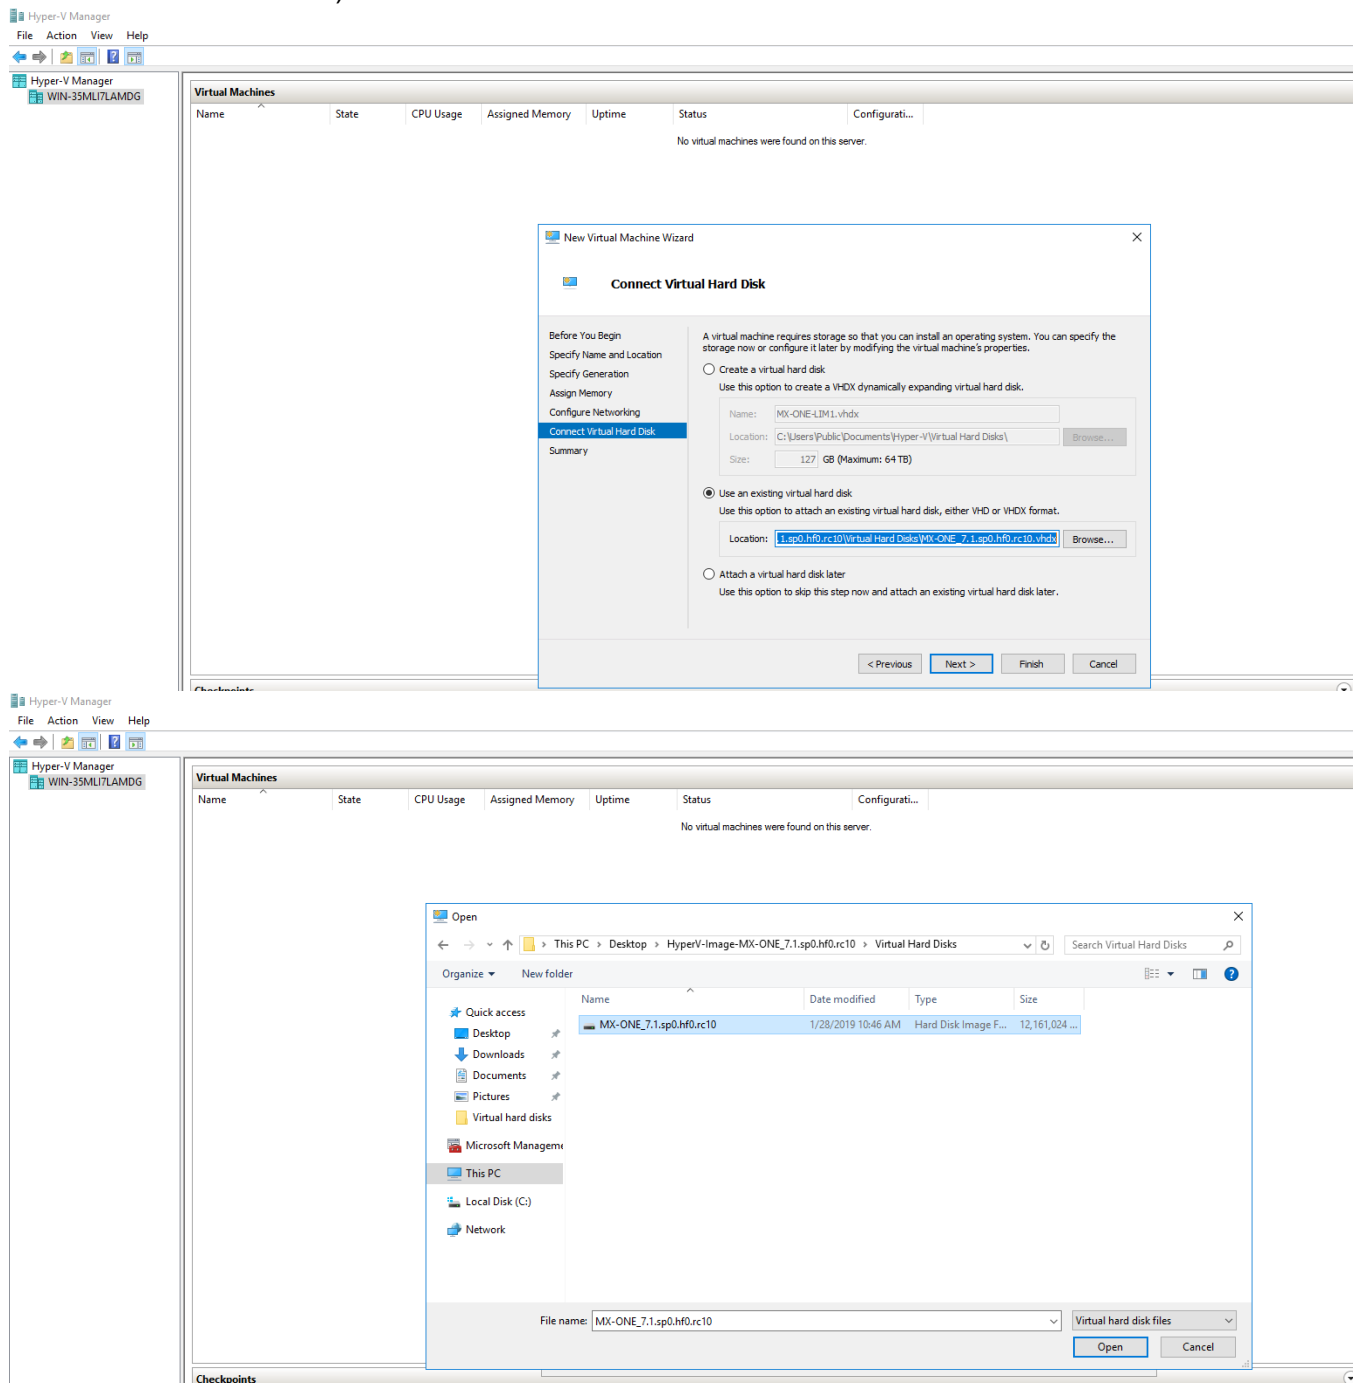 Hyper-V Manager
File Action View Help
Hyper-V Manager
WIN-35MLI7LAMDG
Virtual Machines
Name State CPU Usage Assigned Memory Uptime Status Configurati...
No virtual machines were found on this server.
New Virtual Machine Wizard
Connect Virtual Hard Disk
Before You Begin
Specify Name and Location
Specify Generation
Assign Memory
Configure Networking
Connect Virtual Hard Disk
Summary
A virtual machine requires storage so that you can install an operating system. You can specify the
storage now or configure it later by modifying the virtual machine's properties.
Create a virtual hard disk
Use this option to create a VHDX dynamically expanding virtual hard disk.
Name: MX-ONE-LIM1.vhdx
Location: C:\Users\Public\Documents\Hyper-V\Virtual Hard Disks\ Browse...
Size: 127 GB (Maximum: 64 TB)
Use an existing virtual hard disk
Use this option to attach an existing virtual hard disk, either VHD or VHDX format.
Location: 1.sp0.hf0.rc10\Virtual Hard Disks\MX-ONE_7.1.sp0.hf0.rc10.vhdx Browse...
Attach a virtual hard disk later
Use this option to skip this step now and attach an existing virtual hard disk later.
< Previous Next > Finish Cancel
Checkpoints
Hyper-V Manager
File Action View Help
Hyper-V Manager
WIN-35MLI7LAMDG
Virtual Machines
Name State CPU Usage Assigned Memory Uptime Status Configurati...
No virtual machines were found on this server.
Open
This PC > Desktop > HyperV-Image-MX-ONE_7.1.sp0.hf0.rc10 > Virtual Hard Disks Search Virtual Hard Disks
Organize New folder
Name Date modified Type Size
MX-ONE_7.1.sp0.hf0.rc10 1/28/2019 10:46 AM Hard Disk Image F... 12,161,024 ...
Quick access
Desktop
Downloads
Documents
Pictures
Virtual hard disks
Microsoft Manageme
This PC
Local Disk (C:)
Network
File name: MX-ONE_7.1.sp0.hf0.rc10 Virtual hard disk files
Open Cancel
Checkpoints